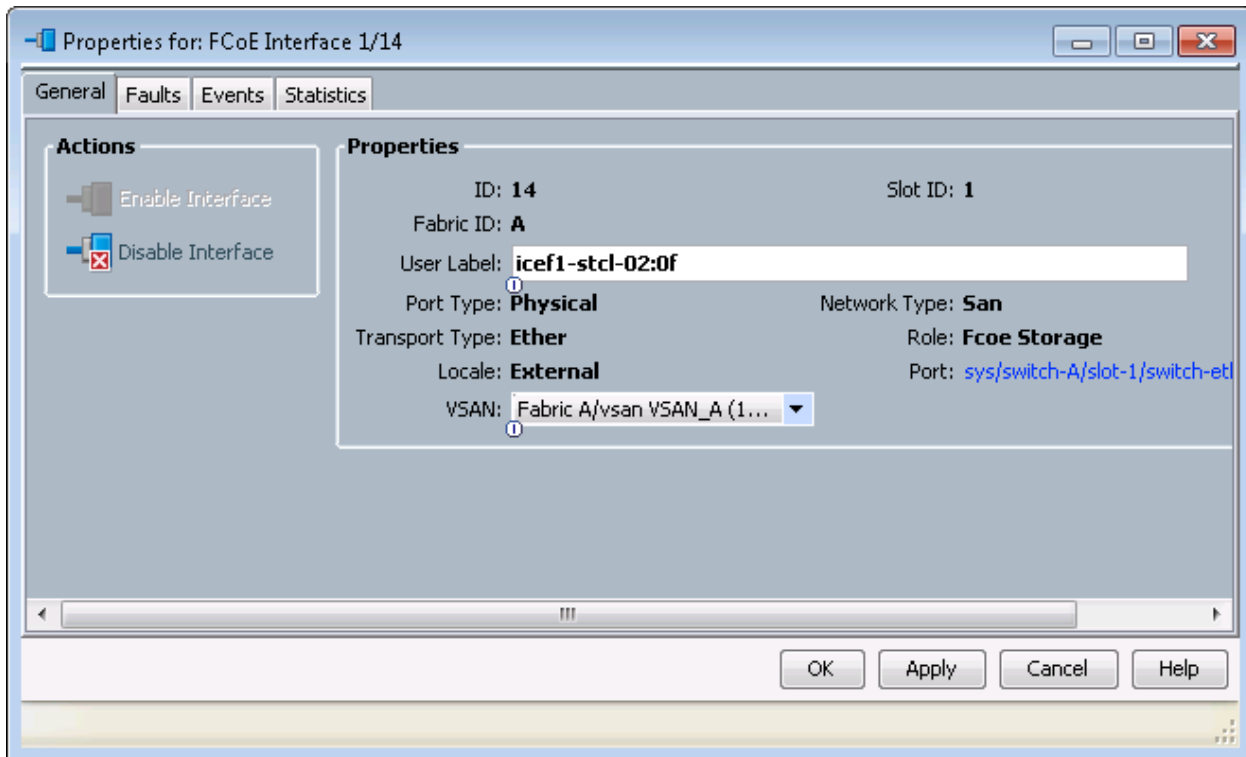 Properties for: FCoE Interface 1/14
General Faults Events Statistics
Actions
Enable Interface
Disable Interface
Properties
ID: 14 Slot ID: 1
Fabric ID: A
User Label: icef1-stcl-02:0f
Port Type: Physical Network Type: San
Transport Type: Ether Role: Fcoe Storage
Locale: External Port: sys/switch-A/slot-1/switch-etl
VSAN: Fabric A/vsan VSAN_A (1...
OK Apply Cancel Help